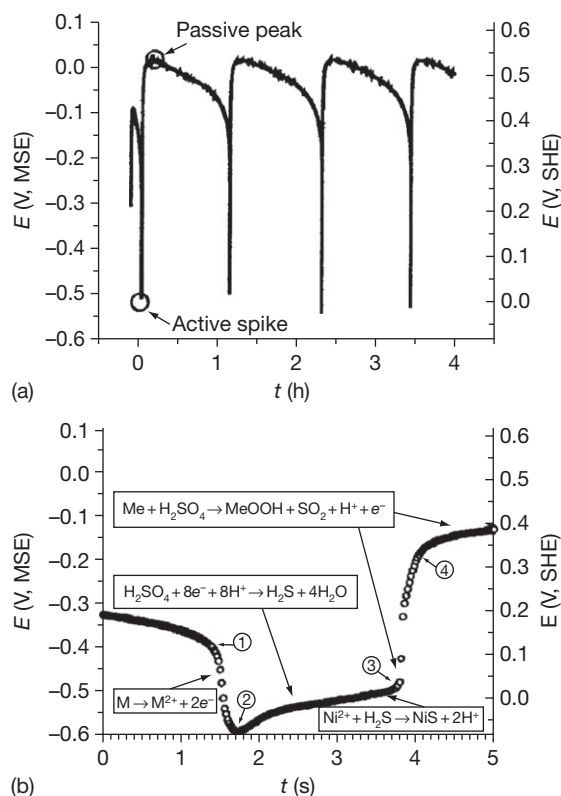 Passive peak
Active spike
E (V, MSE)
E (V, SHE)
0.1
0.0
−0.1
−0.2
−0.3
−0.4
−0.5
−0.6
0.6
0.5
0.4
0.3
0.2
0.1
0.0
0 1 2 3 4
t (h)
(a)
0.1
0.0
−0.1
−0.2
−0.3
−0.4
−0.5
−0.6
0.6
0.5
0.4
0.3
0.2
0.1
0.0
E (V, MSE)
E (V, SHE)
Me + H₂SO₄ → MeOOH + SO₂ + H⁺ + e⁻
H₂SO₄ + 8e⁻ + 8H⁺ → H₂S + 4H₂O
M → M²⁺ + 2e⁻
Ni²⁺ + H₂S → NiS + 2H⁺
①
②
③
④
0 1 2 3 4 5
t (s)
(b)